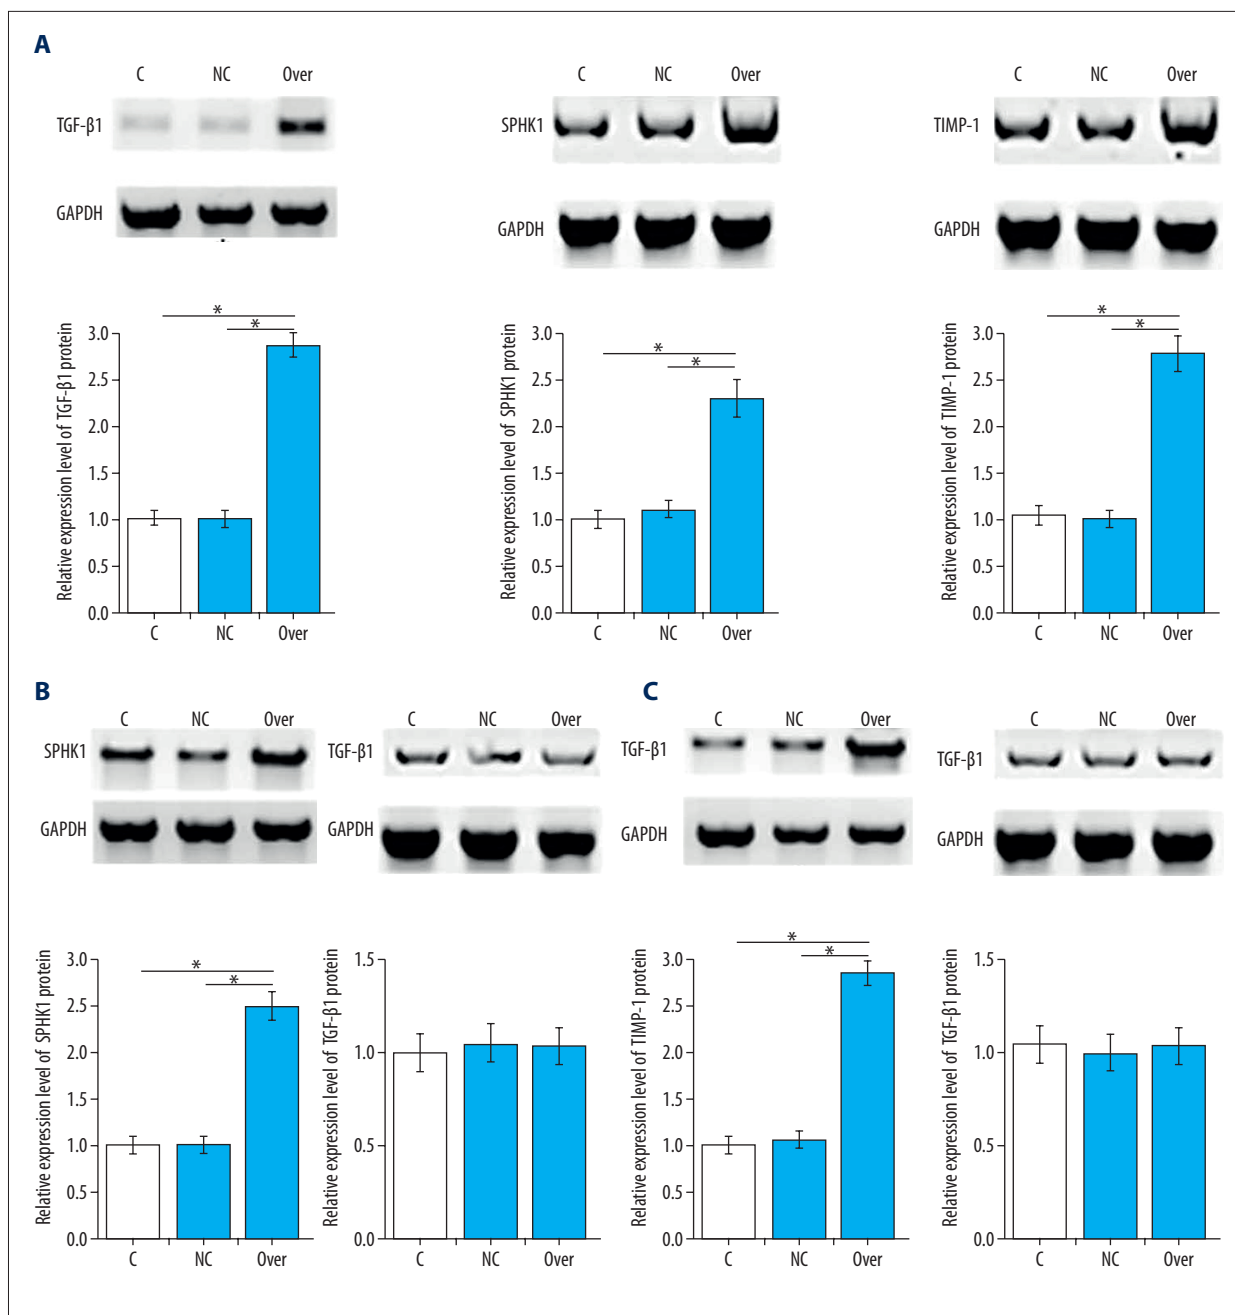 A
C NC Over
TGF-β1
GAPDH
C NC Over
SPHK1
GAPDH
C NC Over
TIMP-1
GAPDH
* *
Relative expression level of TGF-β1 protein
3.0
2.5
2.0
1.5
1.0
0.5
0.0
C NC Over
* *
Relative expression level of SPHK1 protein
3.0
2.5
2.0
1.5
1.0
0.5
0.0
C NC Over
* *
Relative expression level of TIMP-1 protein
3.0
2.5
2.0
1.5
1.0
0.5
0.0
C NC Over
B
C NC Over
SPHK1
GAPDH
C NC Over
TGF-β1
GAPDH
* *
Relative expression level of SPHK1 protein
3.0
2.5
2.0
1.5
1.0
0.5
0.0
C NC Over
Relative expression level of TGF-β1 protein
1.5
1.0
0.5
0.0
C NC Over
C
C NC Over
TGF-β1
GAPDH
C NC Over
TGF-β1
GAPDH
* *
Relative expression level of TIMP-1 protein
3.0
2.5
2.0
1.5
1.0
0.5
0.0
C NC Over
Relative expression level of TGF-β1 protein
1.5
1.0
0.5
0.0
C NC Over